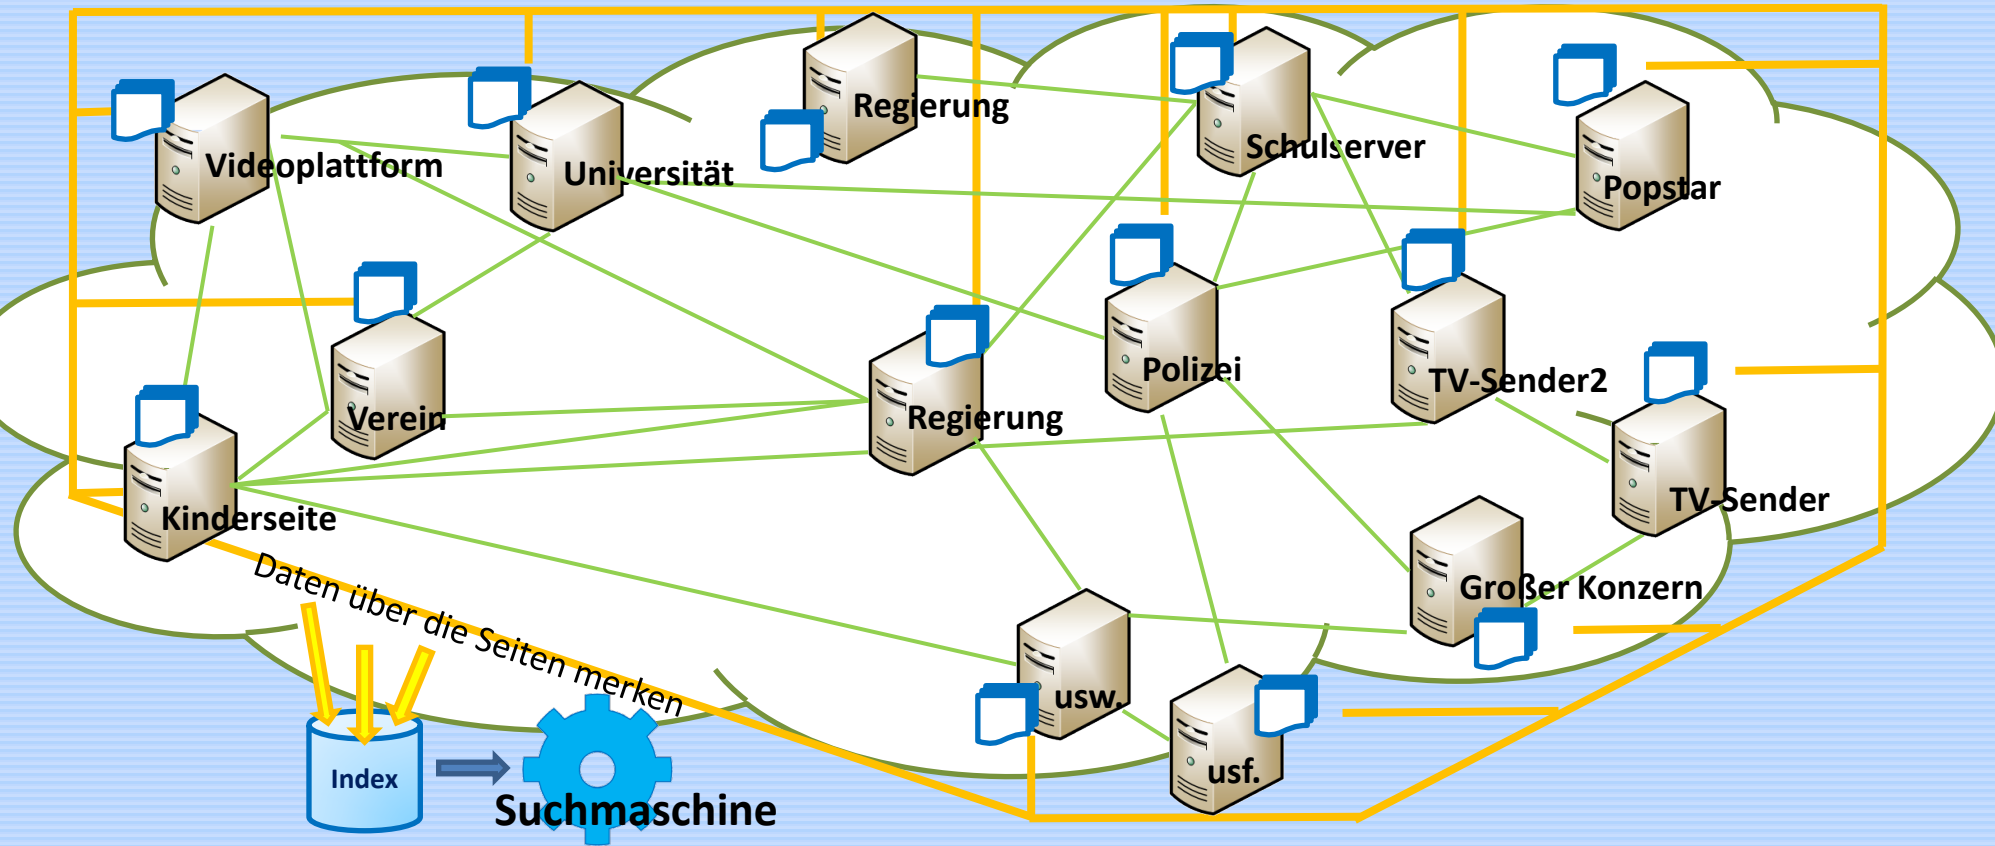 Regierung
Schulserver
Videoplattform
Universität
Popstar
Polizei
TV-Sender2
Verein
Regierung
TV-Sender
Kinderseite
Großer Konzern
Daten über die Seiten merken
usw.
usf.
Index
Suchmaschine